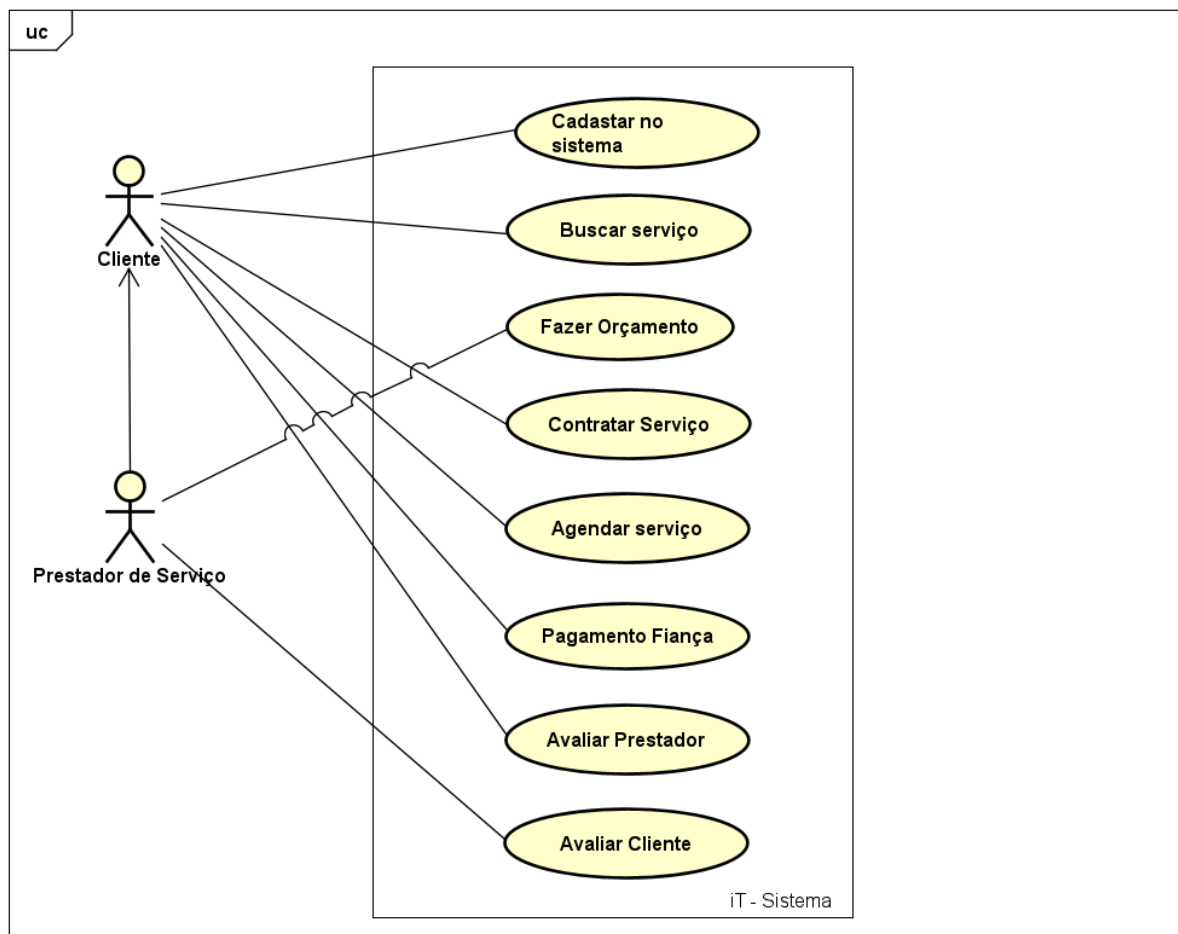 uc
Cadastar no
sistema
Buscar serviço
Cliente
Fazer Orçamento
Contratar Serviço
Agendar serviço
Prestador de Serviço
Pagamento Fiança
Avaliar Prestador
Avaliar Cliente
iT - Sistema